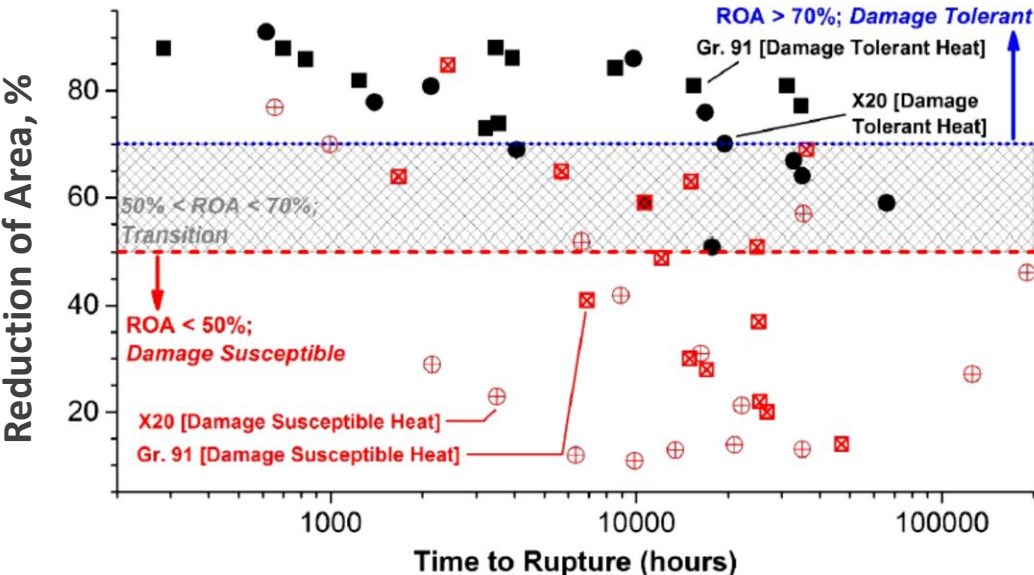 ROA > 70%; Damage Tolerant
Gr. 91 [Damage Tolerant Heat]
X20 [Damage
Tolerant Heat]
50% < ROA < 70%;
Transition
ROA < 50%;
Damage Susceptible
X20 [Damage Susceptible Heat]
Gr. 91 [Damage Susceptible Heat]
Reduction of Area, %
80
60
40
20
1000
10000
100000
Time to Rupture (hours)